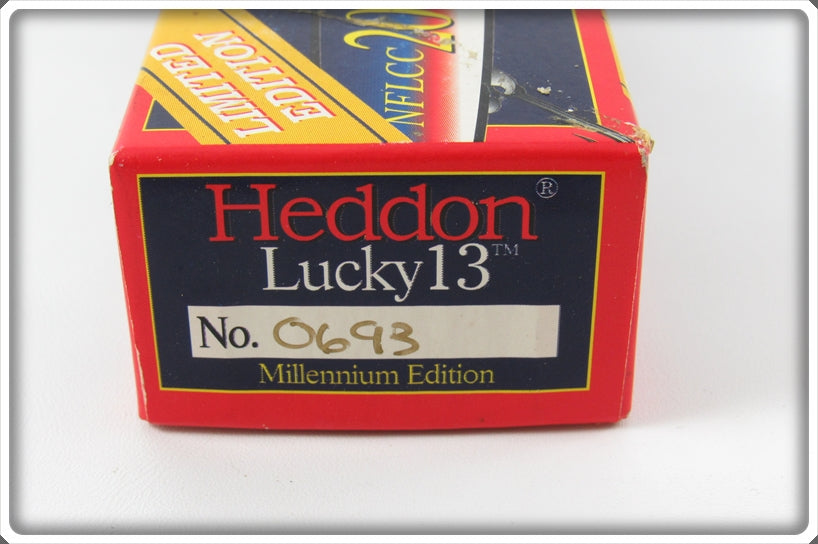 LIMITED
EDITION
NFLCC 20
Heddon®
Lucky13™
No. 0693
Millennium Edition